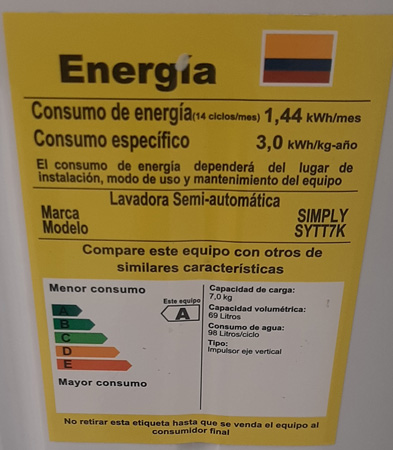 Energía
Consumo de energía(14 ciclos/mes) 1,44 kWh/mes
Consumo específico 3,0 kWh/kg-año
El consumo de energía dependerá del lugar de
instalación, modo de uso y mantenimiento del equipo
Lavadora Semi-automática
Marca SIMPLY
Modelo SYTT7K
Compare este equipo con otros de
similares características
Menor consumo
Este equipo
A
A
B
C
D
E
Mayor consumo
Capacidad de carga:
7,0 kg
Capacidad volumétrica:
69 Litros
Consumo de agua:
98 Litros/ciclo
Tipo:
Impulsor eje vertical
No retirar esta etiqueta hasta que se venda el equipo al
consumidor final